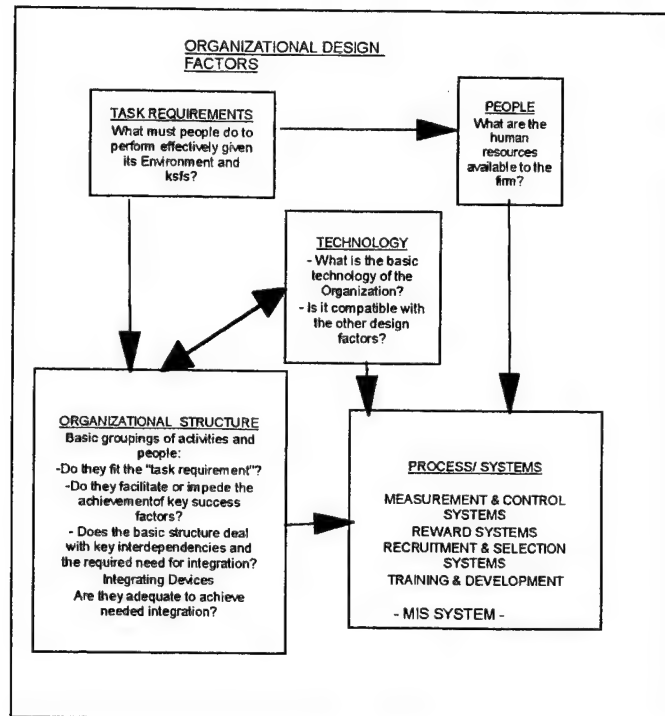 ORGANIZATIONAL DESIGN
FACTORS
TASK REQUIREMENTS
What must people do to
perform effectively given
its Environment and
ksfs?
PEOPLE
What are the
human
resources
available to the
firm?
TECHNOLOGY
- What is the basic
technology of the
Organization?
- Is it compatible with
the other design
factors?
ORGANIZATIONAL STRUCTURE
Basic groupings of activities and
people:
-Do they fit the "task requirement"?
-Do they facilitate or impede the
achievementof key success
factors?
- Does the basic structure deal
with key interdependencies and
the required need for integration?
Integrating Devices
Are they adequate to achieve
needed integration?
PROCESS/ SYSTEMS
MEASUREMENT & CONTROL
SYSTEMS
REWARD SYSTEMS
RECRUITMENT & SELECTION
SYSTEMS
TRAINING & DEVELOPMENT
- MIS SYSTEM -